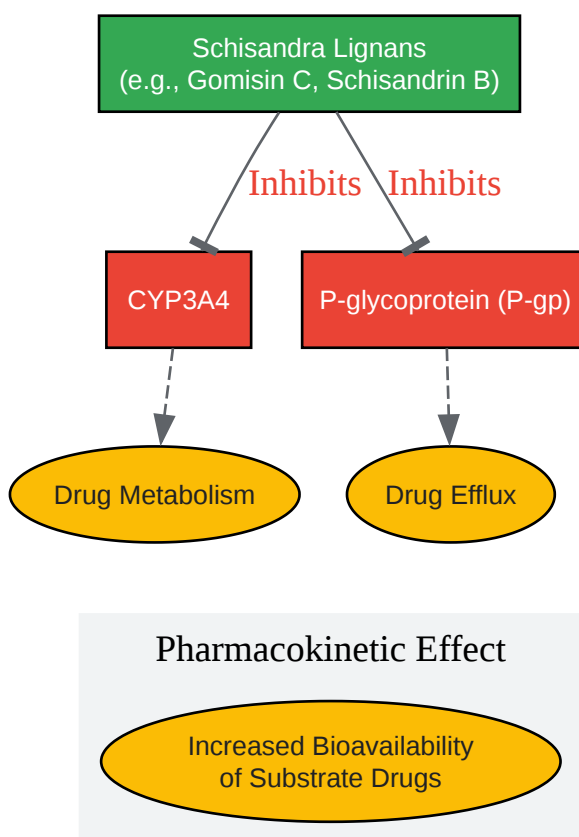 Schisandra Lignans
(e.g., Gomisin C, Schisandrin B)
Inhibits
Inhibits
CYP3A4
P-glycoprotein (P-gp)
Drug Metabolism
Drug Efflux
Pharmacokinetic Effect
Increased Bioavailability
of Substrate Drugs